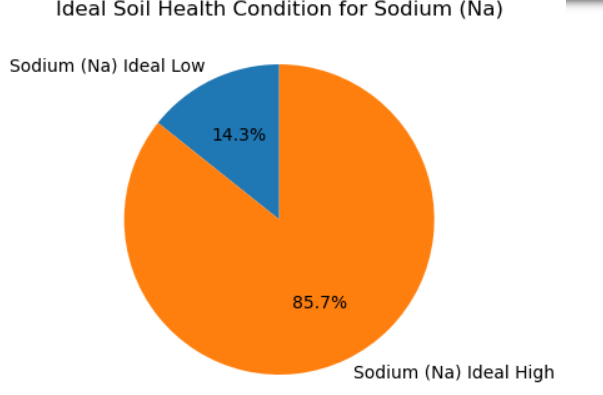 Ideal Soil Health Condition for Sodium (Na)
Sodium (Na) Ideal Low
14.3%
85.7%
Sodium (Na) Ideal High